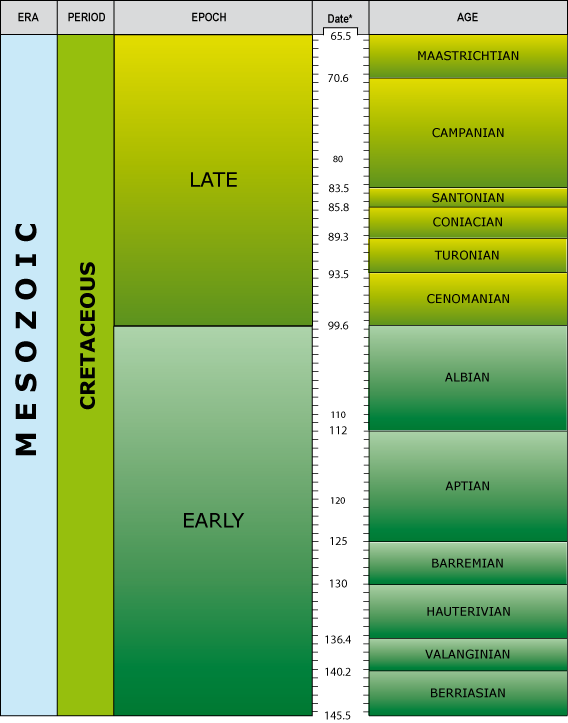 ERA PERIOD EPOCH Date* AGE
MESOZOIC
CRETACEOUS
LATE
EARLY
65.5
70.6
80
83.5
85.8
89.3
93.5
99.6
110
112
120
125
130
136.4
140.2
145.5
MAASTRICHTIAN
CAMPANIAN
SANTONIAN
CONIACIAN
TURONIAN
CENOMANIAN
ALBIAN
APTIAN
BARREMIAN
HAUTERIVIAN
VALANGINIAN
BERRIASIAN